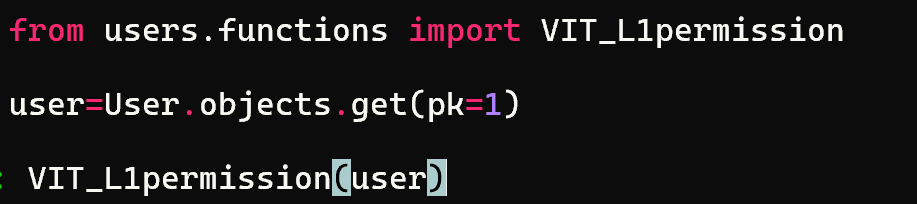 from users.functions import VIT_L1permission
user=User.objects.get(pk=1)
: VIT_L1permission(user)